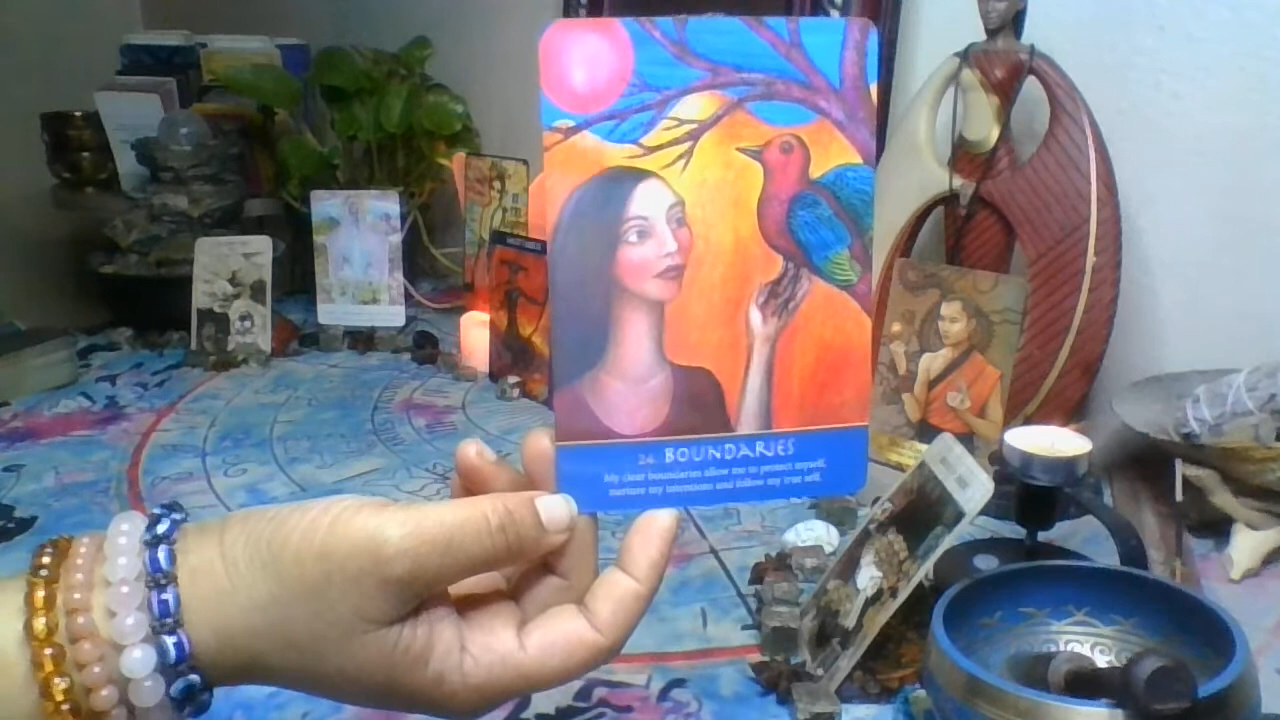 24. BOUNDARIES
My clear boundaries allow me to protect myself,
nurture my intentions and follow my true self.